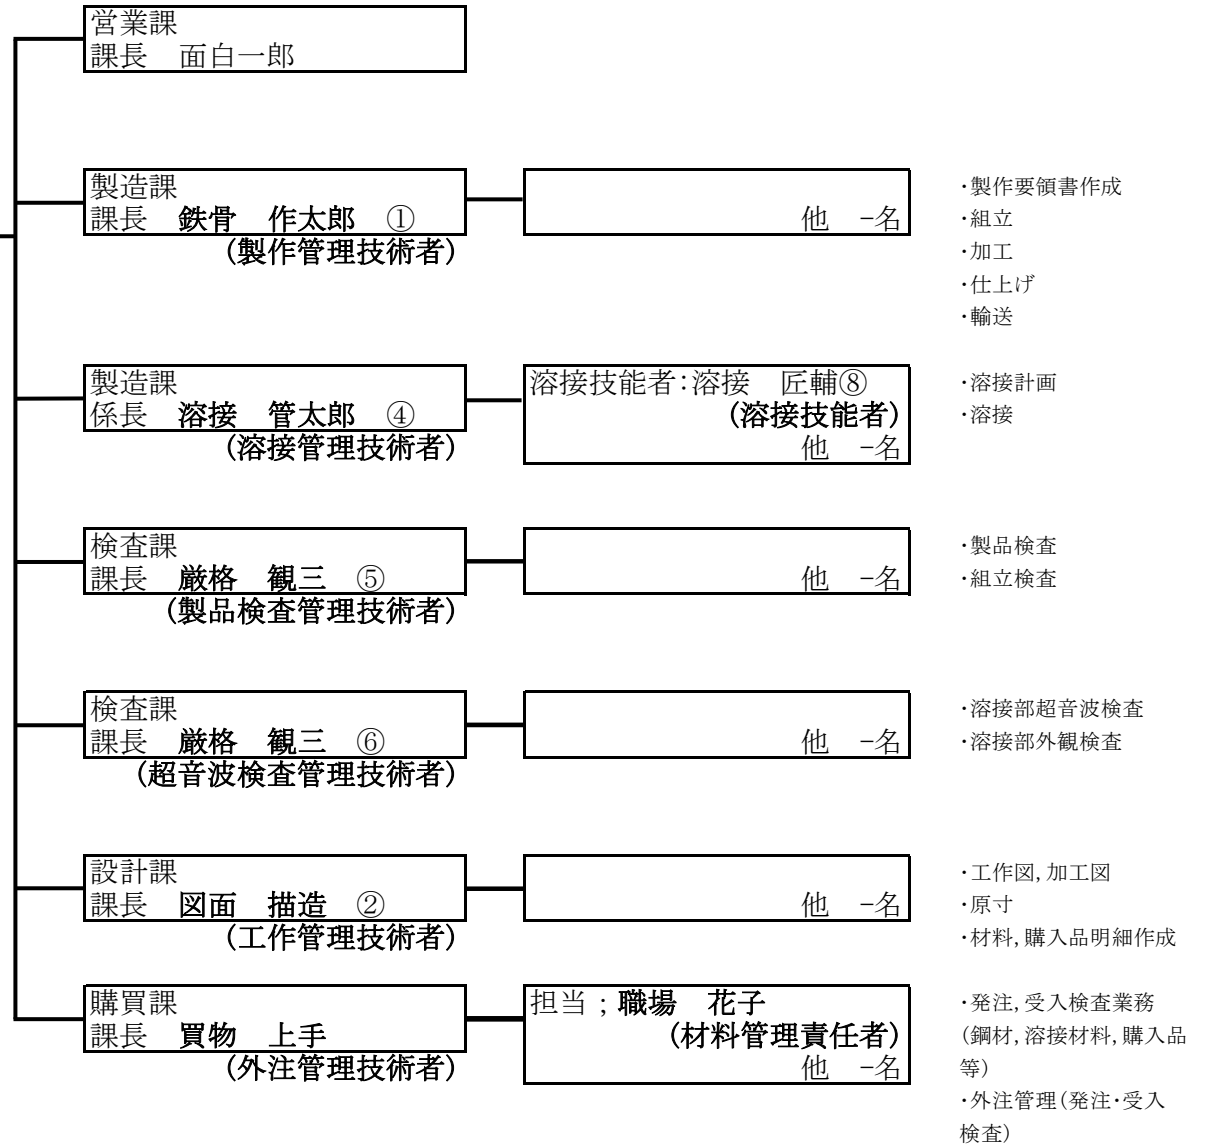 営業課
課長　面白一郎
製造課
課長　鉄骨　作太郎　①
(製作管理技術者)
他　-名
・製作要領書作成
・組立
・加工
・仕上げ
・輸送
製造課
係長　溶接　管太郎　④
(溶接管理技術者)
溶接技能者:溶接　匠輔⑧
(溶接技能者)
他　-名
・溶接計画
・溶接
検査課
課長　厳格　観三　⑤
(製品検査管理技術者)
他　-名
・製品検査
・組立検査
検査課
課長　厳格　観三　⑥
(超音波検査管理技術者)
他　-名
・溶接部超音波検査
・溶接部外観検査
設計課
課長　図面　描造　②
(工作管理技術者)
他　-名
・工作図,加工図
・原寸
・材料,購入品明細作成
購買課
課長　買物　上手
(外注管理技術者)
担当;職場　花子
(材料管理責任者)
他　-名
・発注,受入検査業務
(鋼材,溶接材料,購入品
等)
・外注管理(発注・受入
検査)